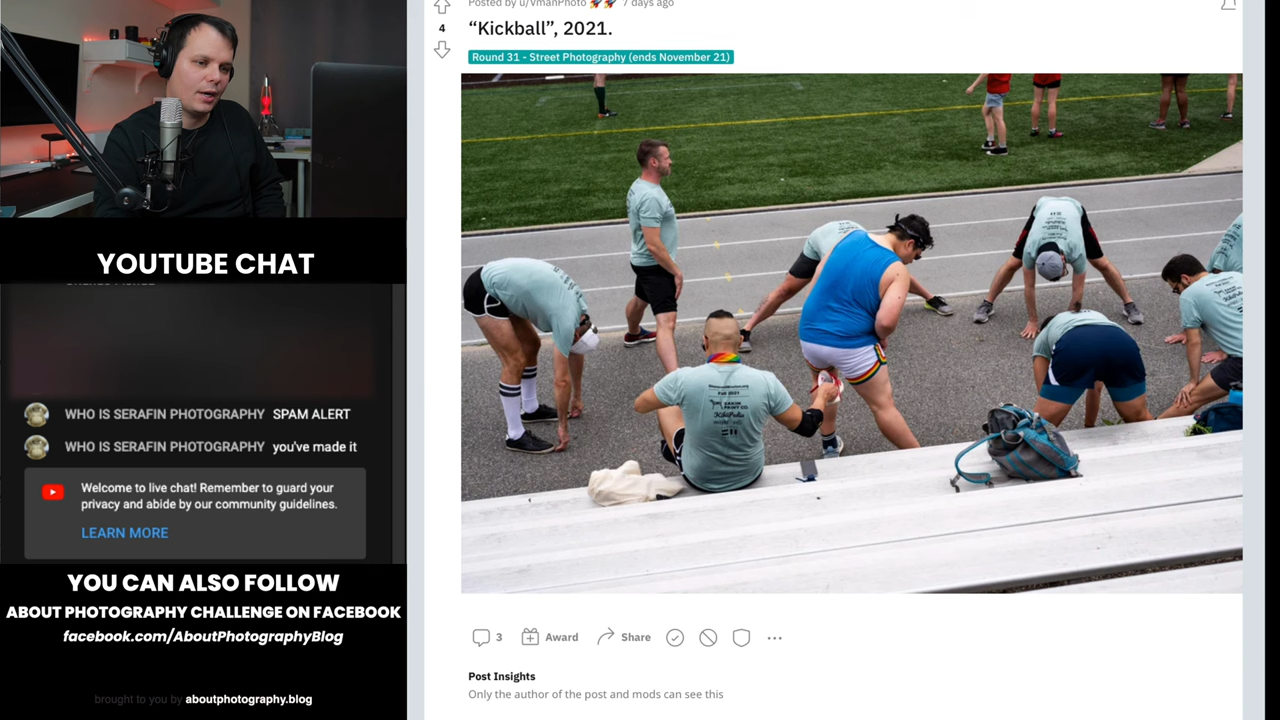 Posted by u/VmanPhoto 🚀🚀 7 days ago
4
“Kickball”, 2021.
Round 31 - Street Photography (ends November 21)
YOUTUBE CHAT
WHO IS SERAFIN PHOTOGRAPHY SPAM ALERT
WHO IS SERAFIN PHOTOGRAPHY you've made it
Welcome to live chat! Remember to guard your
privacy and abide by our community guidelines.
LEARN MORE
YOU CAN ALSO FOLLOW
ABOUT PHOTOGRAPHY CHALLENGE ON FACEBOOK
facebook.com/AboutPhotographyBlog
brought to you by aboutphotography.blog
3 Award Share
Post Insights
Only the author of the post and mods can see this